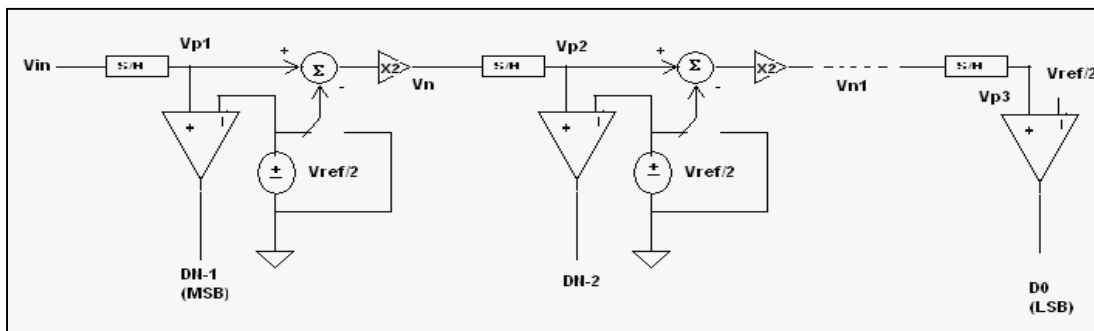 Vin
S/H
Vp1
+
Σ
-
X2
Vn
S/H
Vp2
+
Σ
-
X2
Vn1
S/H
Vp3
Vref/2
+
-
±
Vref/2
+
-
±
Vref/2
+
-
DN-1
(MSB)
DN-2
D0
(LSB)